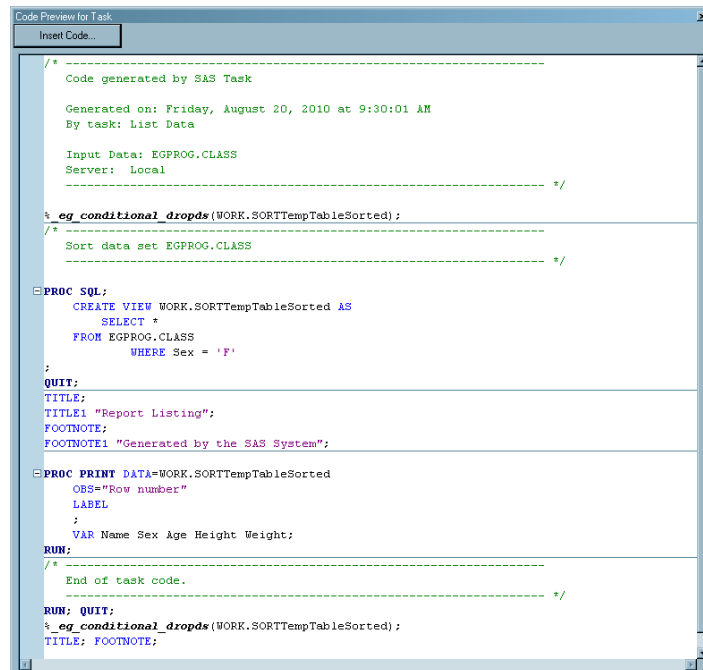 Code Preview for Task
Insert Code...
/* -------------------------------------------------------------------
Code generated by SAS Task
Generated on: Friday, August 20, 2010 at 9:30:01 AM
By task: List Data
Input Data: EGPROG.CLASS
Server:  Local
------------------------------------------------------------------- */
%_eg_conditional_dropds(WORK.SORTTempTableSorted);
/* -------------------------------------------------------------------
Sort data set EGPROG.CLASS
------------------------------------------------------------------- */
PROC SQL;
CREATE VIEW WORK.SORTTempTableSorted AS
SELECT *
FROM EGPROG.CLASS
WHERE Sex = 'F'
;
QUIT;
TITLE;
TITLE1 "Report Listing";
FOOTNOTE;
FOOTNOTE1 "Generated by the SAS System";
PROC PRINT DATA=WORK.SORTTempTableSorted
OBS="Row number"
LABEL
;
VAR Name Sex Age Height Weight;
RUN;
/* -------------------------------------------------------------------
End of task code.
------------------------------------------------------------------- */
RUN; QUIT;
%_eg_conditional_dropds(WORK.SORTTempTableSorted);
TITLE; FOOTNOTE;